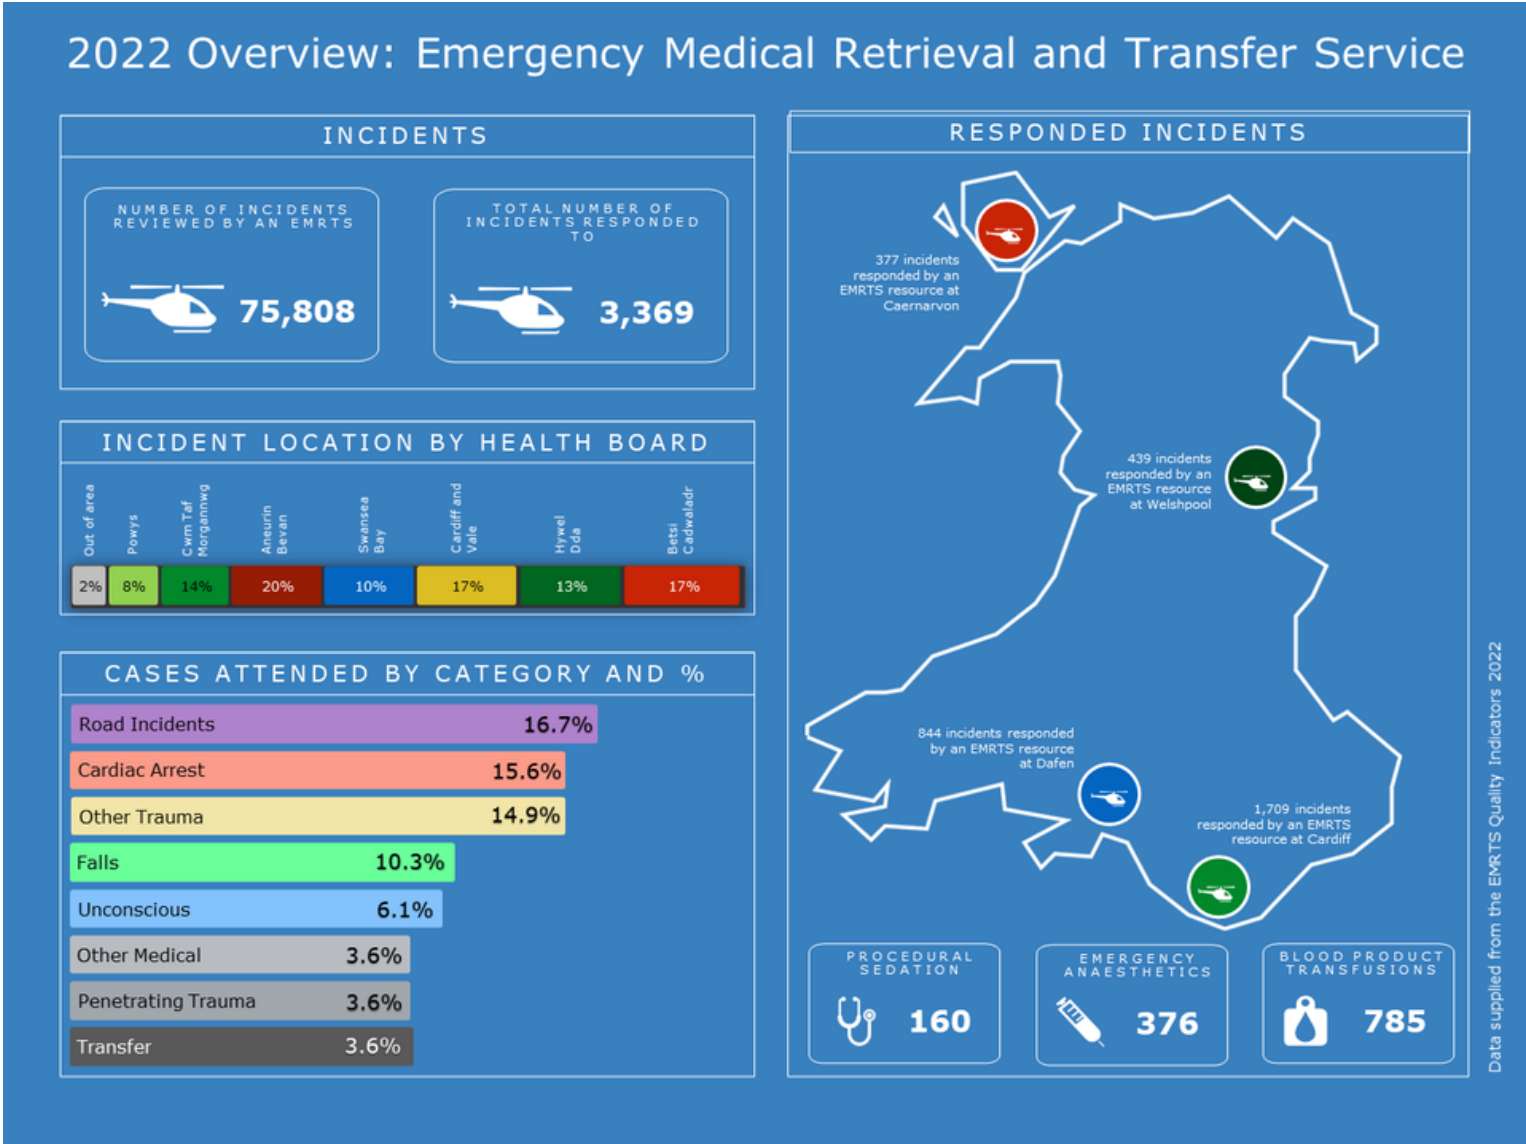 2022 Overview: Emergency Medical Retrieval and Transfer Service
INCIDENTS
NUMBER OF INCIDENTS
REVIEWED BY AN EMRTS
75,808
TOTAL NUMBER OF
INCIDENTS RESPONDED
TO
3,369
INCIDENT LOCATION BY HEALTH BOARD
Out of area
Powys
Cwm Taf
Morgannwg
Aneurin
Bevan
Swansea
Bay
Cardiff and
Vale
Hywel
Dda
Betsi
Cadwaladr
2%
8%
14%
20%
10%
17%
13%
17%
CASES ATTENDED BY CATEGORY AND %
Road Incidents 16.7%
Cardiac Arrest 15.6%
Other Trauma 14.9%
Falls 10.3%
Unconscious 6.1%
Other Medical 3.6%
Penetrating Trauma 3.6%
Transfer 3.6%
RESPONDED INCIDENTS
377 incidents
responded by an
EMRTS resource at
Caernarvon
439 incidents
responded by an
EMRTS resource
at Welshpool
844 incidents responded
by an EMRTS resource
at Dafen
1,709 incidents
responded by an EMRTS
resource at Cardiff
PROCEDURAL
SEDATION
160
EMERGENCY
ANAESTHETICS
376
BLOOD PRODUCT
TRANSFUSIONS
785
Data supplied from the EMRTS Quality Indicators 2022